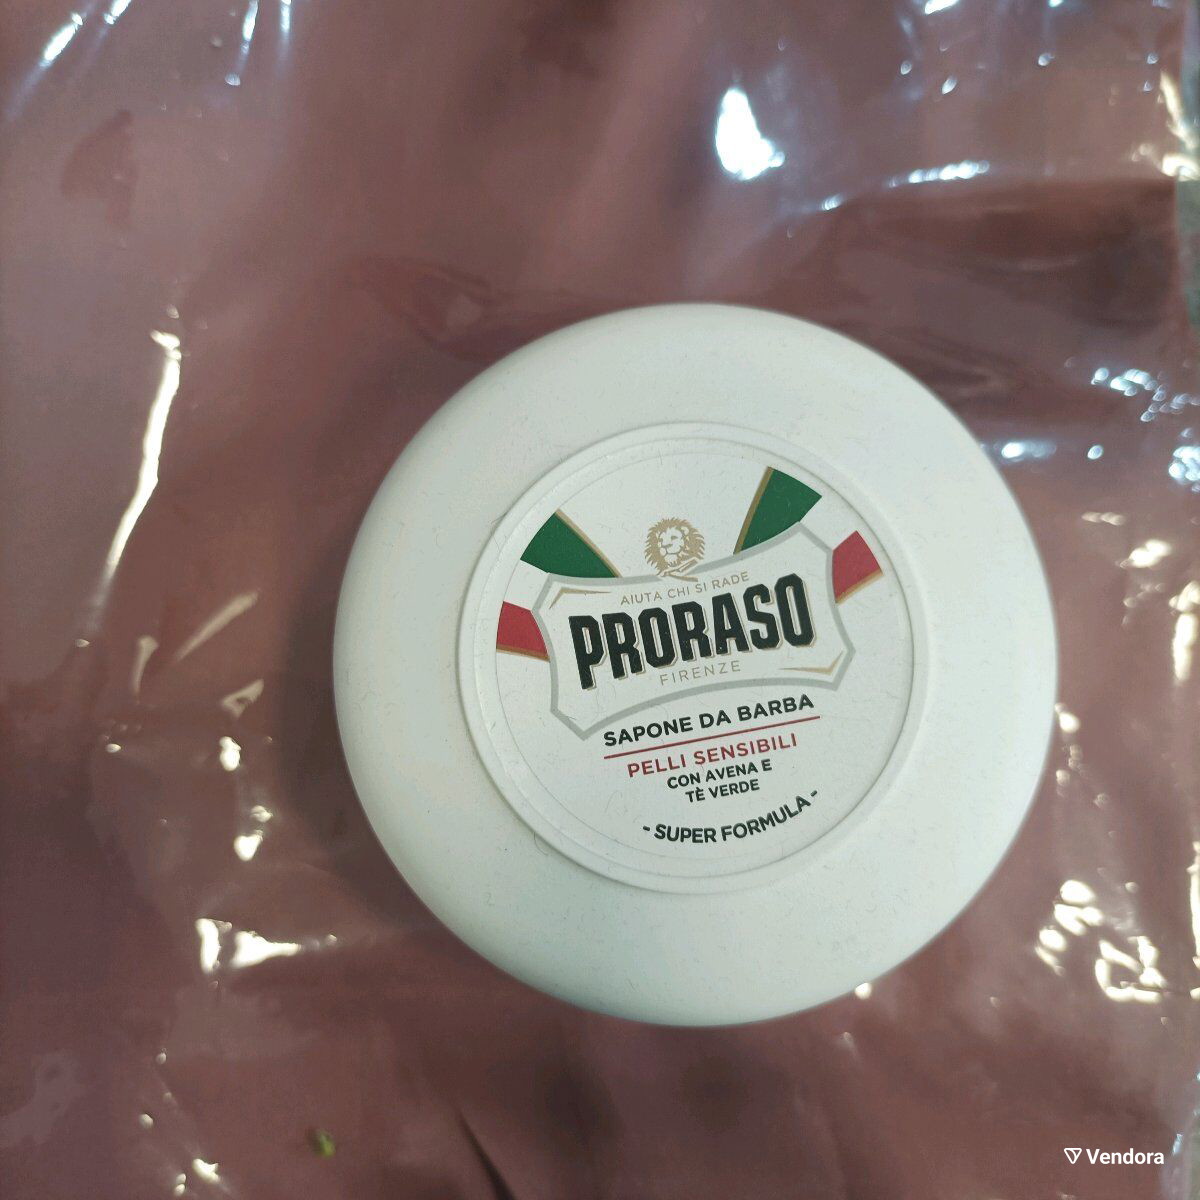 AIUTA CHI SI RADE
PRORASO
FIRENZE
SAPONE DA BARBA
PELLI SENSIBILI
CON AVENA E
TÈ VERDE
- SUPER FORMULA -
Vendora